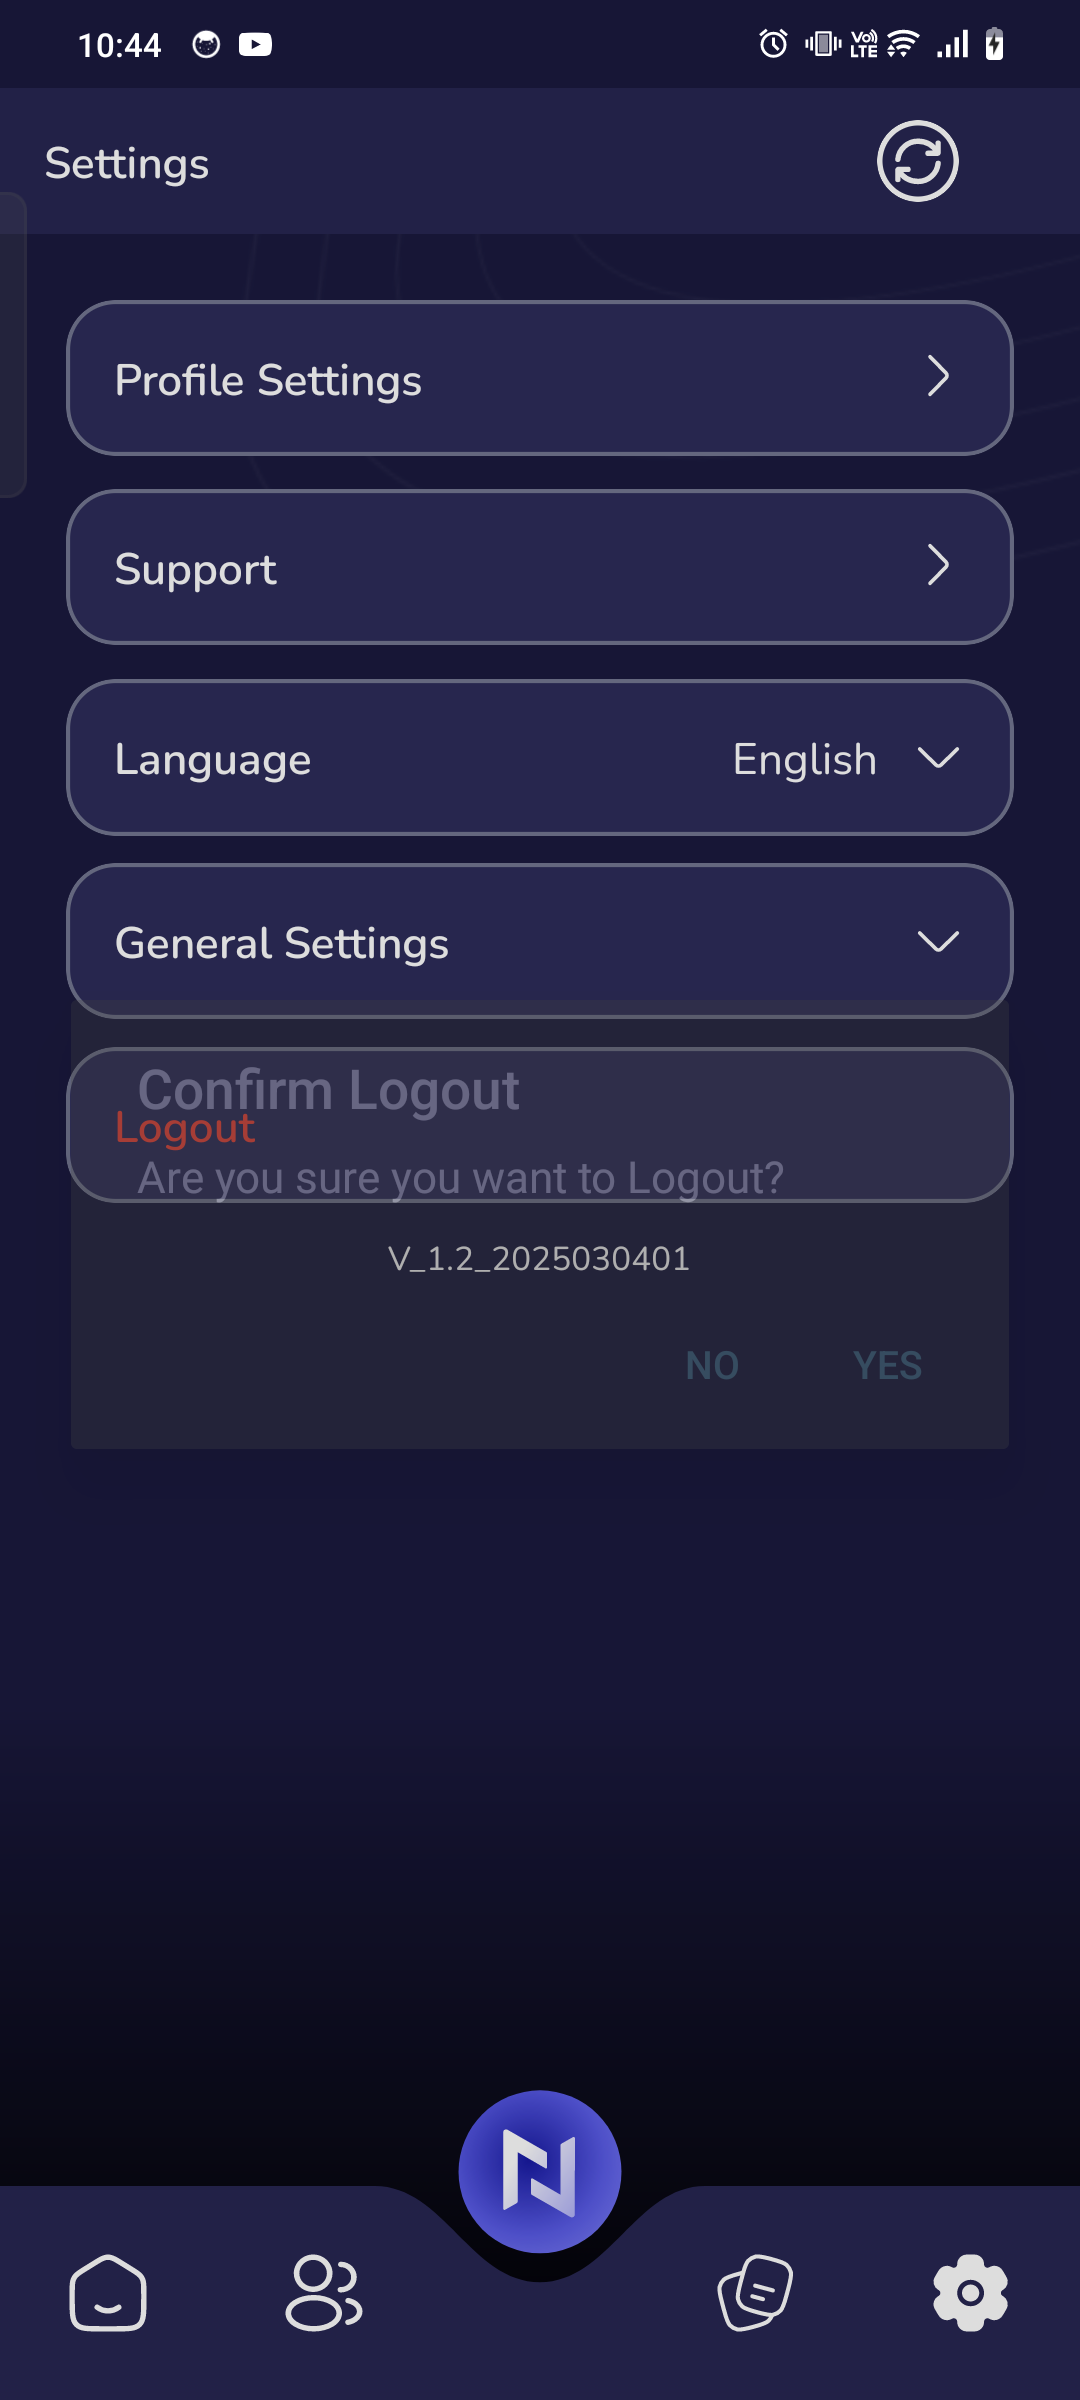 10:44
VoLTE
Settings
Profile Settings
Support
Language English
General Settings
Confirm Logout
Logout
Are you sure you want to Logout?
V_1.2_2025030401
NO YES